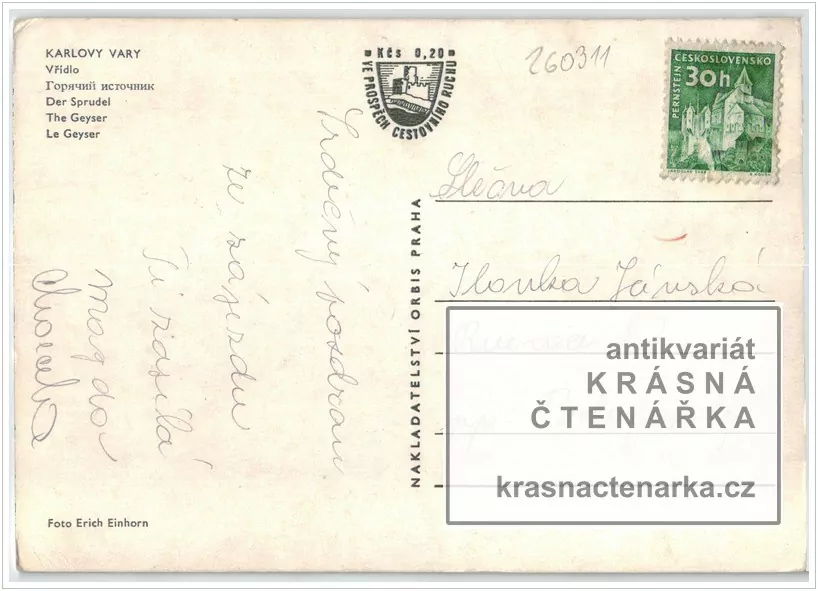 KARLOVY VARY
Vřídlo
Горячий источник
Der Sprudel
The Geyser
Le Geyser
Kčs 0,20
VE PROSPĚCH CESTOVNÍHO RUCHU
260311
ČESKOSLOVENSKO
30h
PERNŠTEJN
Srdečný pozdrav
ze zájezdu
Ti zasílá
Magda
Slečna
Ilonka Jánská
NAKLADATELSTVÍ ORBIS PRAHA
antikvariát
KRÁSNÁ
ČTENÁŘKA
krasnactenarka.cz
Foto Erich Einhorn